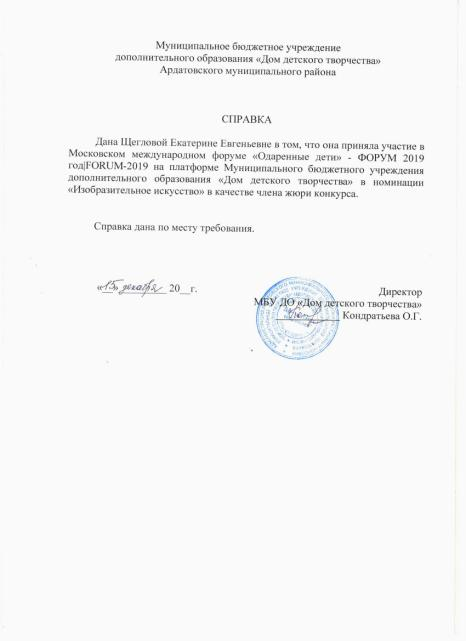 Муниципальное бюджетное учреждение
дополнительного образования «Дом детского творчества»
Ардатовского муниципального района
СПРАВКА
Дана Щегловой Екатерине Евгеньевне в том, что она приняла участие в
Московском международном форуме «Одаренные дети» - ФОРУМ 2019
год|FORUM-2019 на платформе Муниципального бюджетного учреждения
дополнительного образования «Дом детского творчества» в номинации
«Изобразительное искусство» в качестве члена жюри конкурса.
Справка дана по месту требования.
«15» декабря 20__г.
Директор
МБУ ДО «Дом детского творчества»
Кондратьева О.Г.